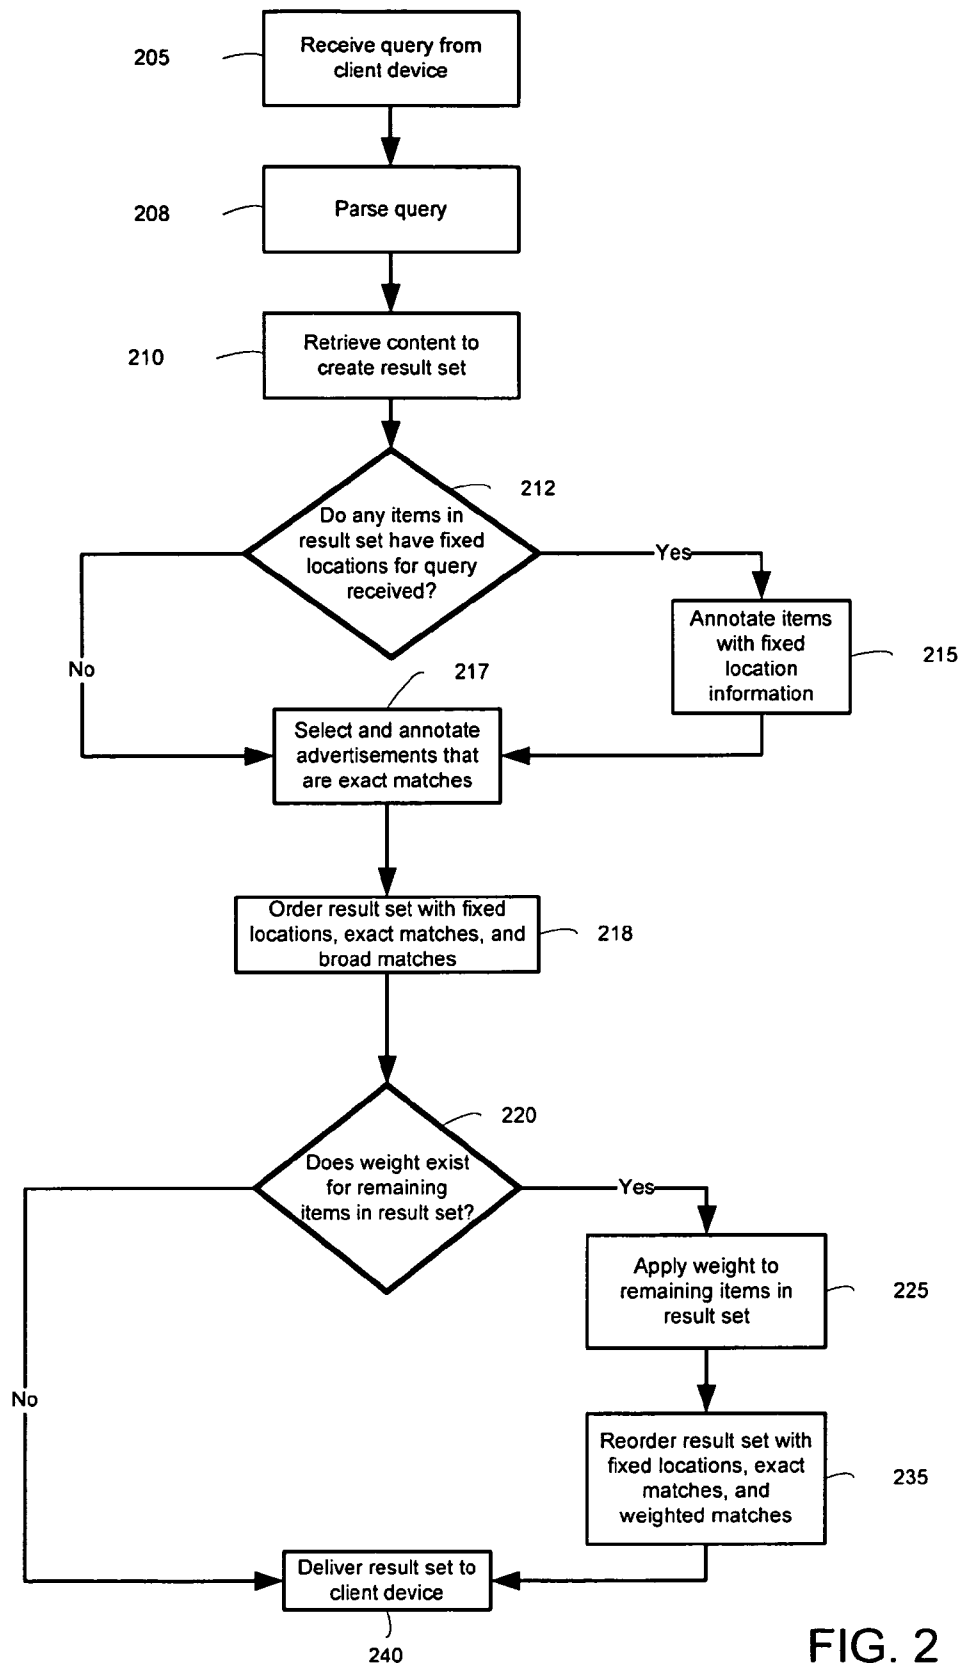 205
Receive query from
client device
208
Parse query
210
Retrieve content to
create result set
212
Do any items in
result set have fixed
locations for query
received?
Yes
No
Annotate items
with fixed
location
information
215
217
Select and annotate
advertisements that
are exact matches
Order result set with fixed
locations, exact matches, and
broad matches
218
220
Does weight exist
for remaining
items in result set?
Yes
Apply weight to
remaining items in
result set
225
No
Reorder result set with
fixed locations, exact
matches, and
weighted matches
235
Deliver result set to
client device
240
FIG. 2